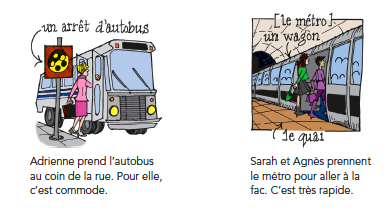 un arrêt d'autobus
[le métro]
un wagon
le quai
Adrienne prend l'autobus
au coin de la rue. Pour elle,
c'est commode.
Sarah et Agnès prennent
le métro pour aller à la
fac. C'est très rapide.